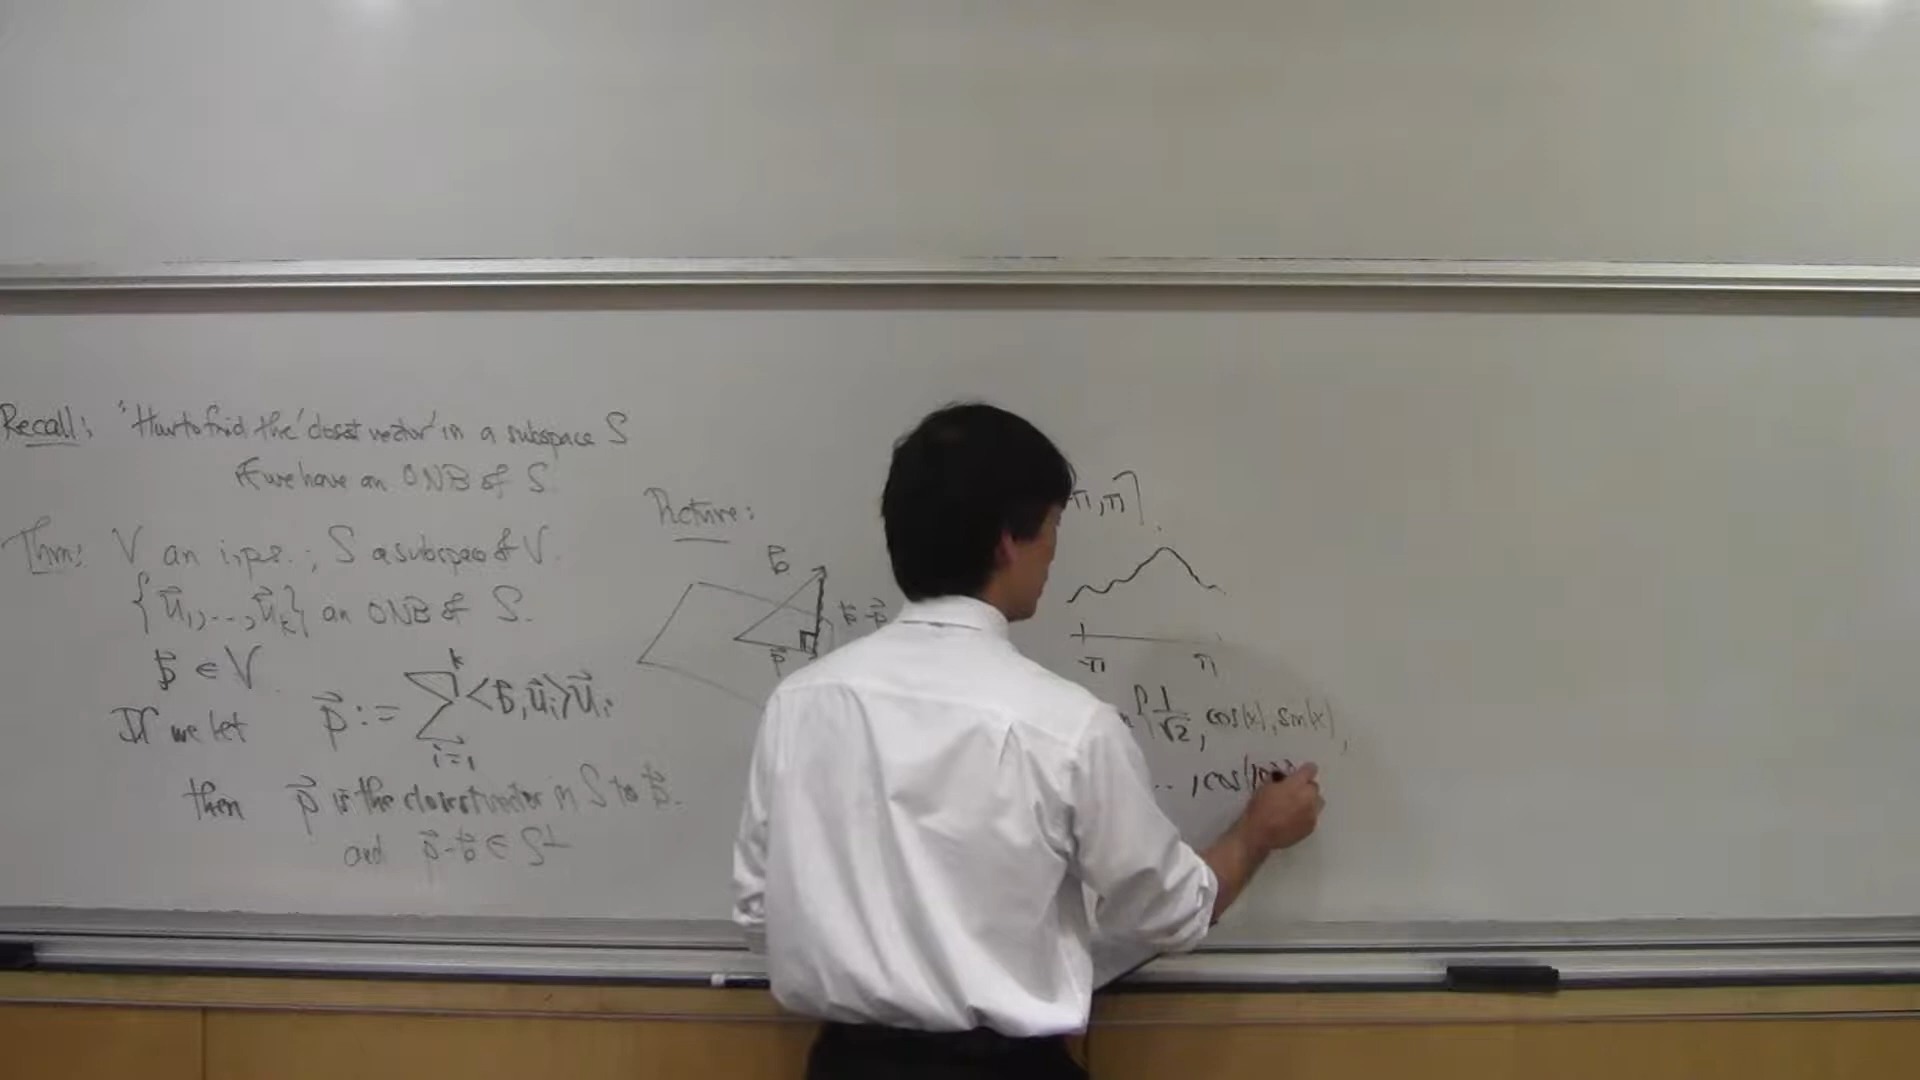 Recall: "How to find the 'closest vector' in a subspace S
if we have an ONB of S.
Thm: V an i.p.s.; S a subspace of V.
{u⃗₁, ..., u⃗ₖ} an ONB of S.
b⃗ ∈ V
If we let p⃗ := ∑ᵢ₌₁ᵏ <b⃗, u⃗ᵢ> u⃗ᵢ
then p⃗ is the closest vector in S to b⃗.
and p⃗-b⃗ ∈ S⊥
Picture:
b⃗
b⃗-p⃗
p⃗
π,π].
-π π
{1/√2, cos(x), sin(x),
.. , cos(